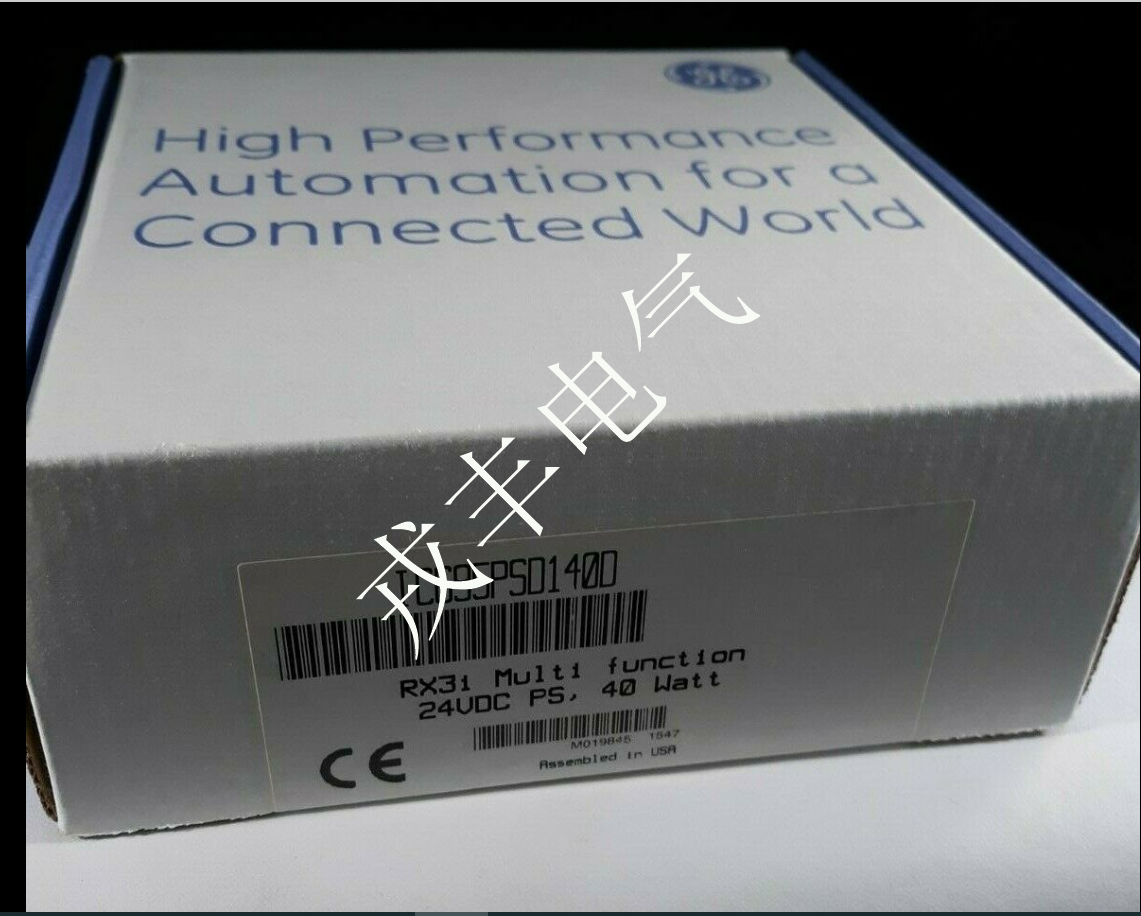 High Performance
Automation for a
Connected World
戎丰电气
IC695PSD140D
RX3i Multi function
24VDC PS, 40 Watt
M019845 1547
Assembled in USA
CE